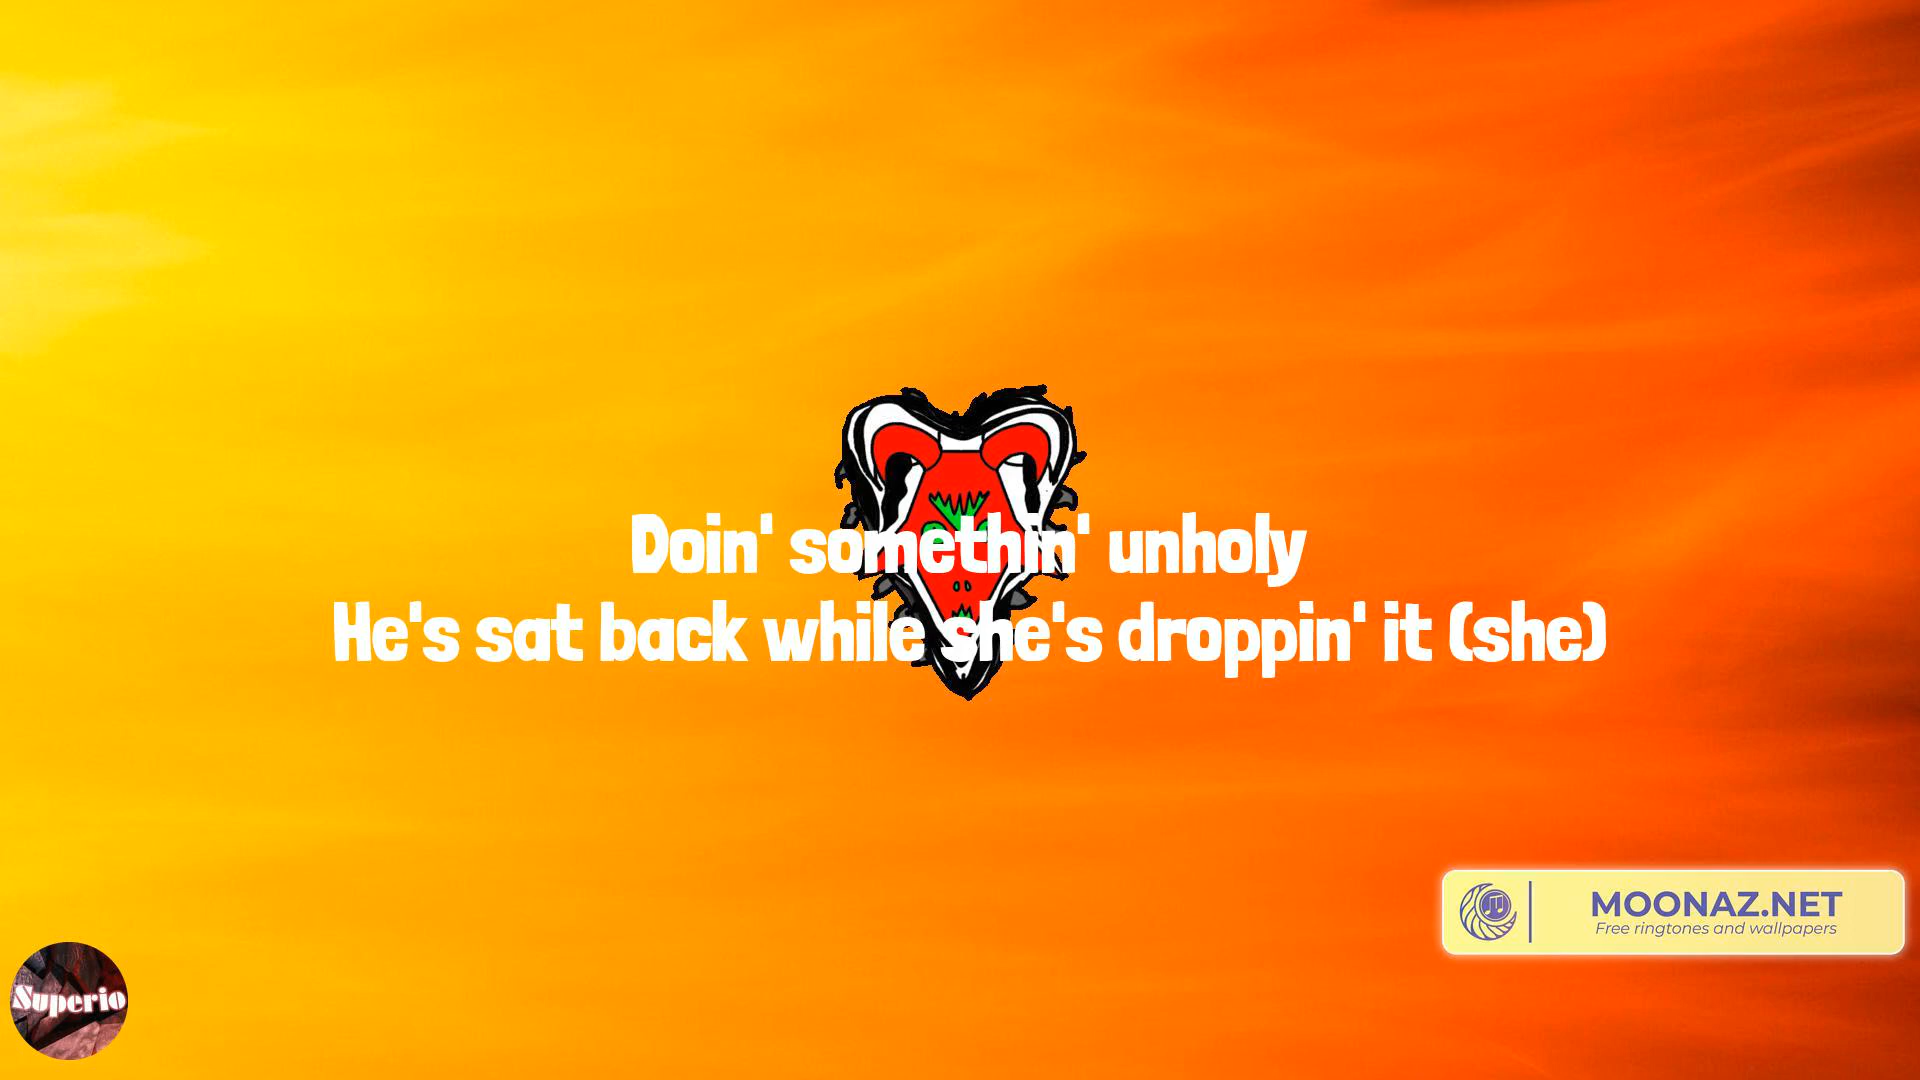 Doin' somethin' unholy
He's sat back while she's droppin' it (she)
MOONAZ.NET
Free ringtones and wallpapers
Superio